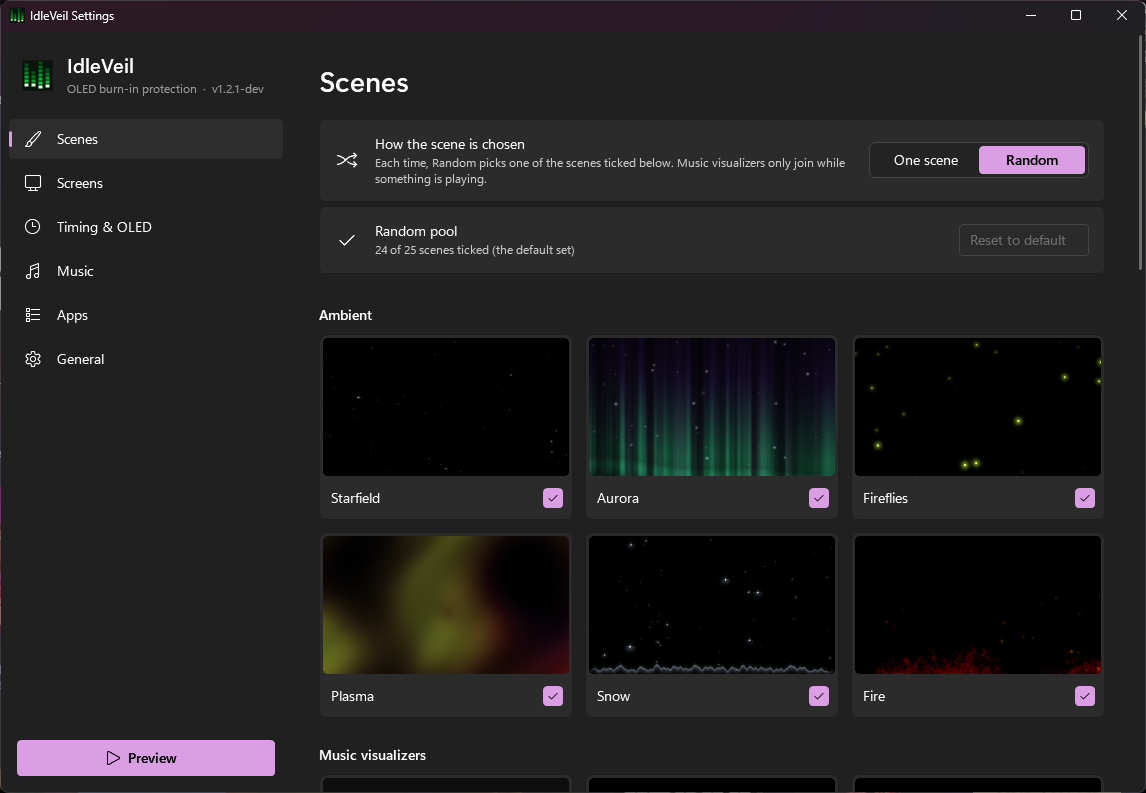 IdleVeil Settings
IdleVeil
OLED burn-in protection · v1.2.1-dev
Scenes
Screens
Timing & OLED
Music
Apps
General
Preview
Scenes
How the scene is chosen
Each time, Random picks one of the scenes ticked below. Music visualizers only join while
something is playing.
One scene
Random
Random pool
24 of 25 scenes ticked (the default set)
Reset to default
Ambient
Starfield
Aurora
Fireflies
Plasma
Snow
Fire
Music visualizers